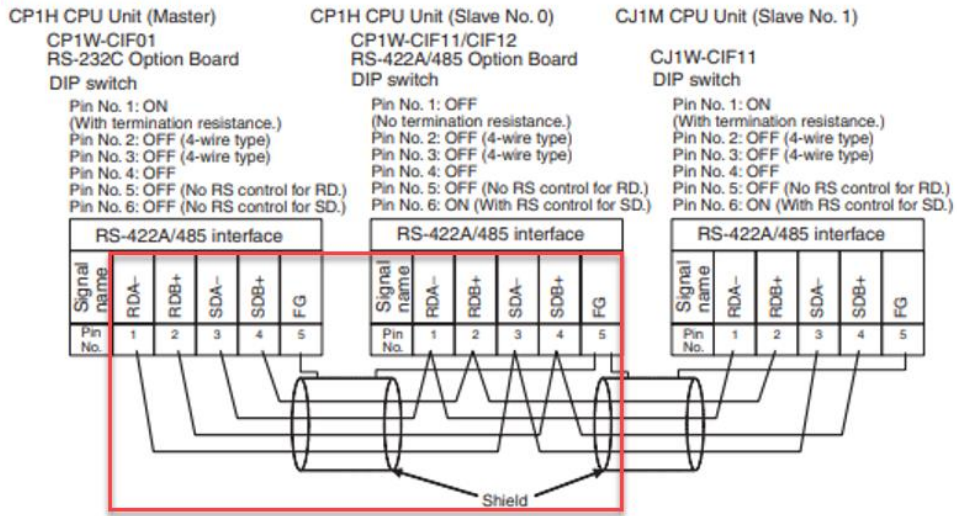 CP1H CPU Unit (Master)
CP1W-CIF01
RS-232C Option Board
DIP switch
Pin No. 1: ON
(With termination resistance.)
Pin No. 2: OFF (4-wire type)
Pin No. 3: OFF (4-wire type)
Pin No. 4: OFF
Pin No. 5: OFF (No RS control for RD.)
Pin No. 6: OFF (No RS control for SD.)
RS-422A/485 interface
Signal name
RDA−
RDB+
SDA−
SDB+
FG
Pin No.
1
2
3
4
5
CP1H CPU Unit (Slave No. 0)
CP1W-CIF11/CIF12
RS-422A/485 Option Board
DIP switch
Pin No. 1: OFF
(No termination resistance.)
Pin No. 2: OFF (4-wire type)
Pin No. 3: OFF (4-wire type)
Pin No. 4: OFF
Pin No. 5: OFF (No RS control for RD.)
Pin No. 6: ON (With RS control for SD.)
RS-422A/485 interface
Signal name
RDA−
RDB+
SDA−
SDB+
FG
Pin No.
1
2
3
4
5
CJ1M CPU Unit (Slave No. 1)
CJ1W-CIF11
DIP switch
Pin No. 1: ON
(With termination resistance.)
Pin No. 2: OFF (4-wire type)
Pin No. 3: OFF (4-wire type)
Pin No. 4: OFF
Pin No. 5: OFF (No RS control for RD.)
Pin No. 6: ON (With RS control for SD.)
RS-422A/485 interface
Signal name
RDA−
RDB+
SDA−
SDB+
FG
Pin No.
1
2
3
4
5
Shield